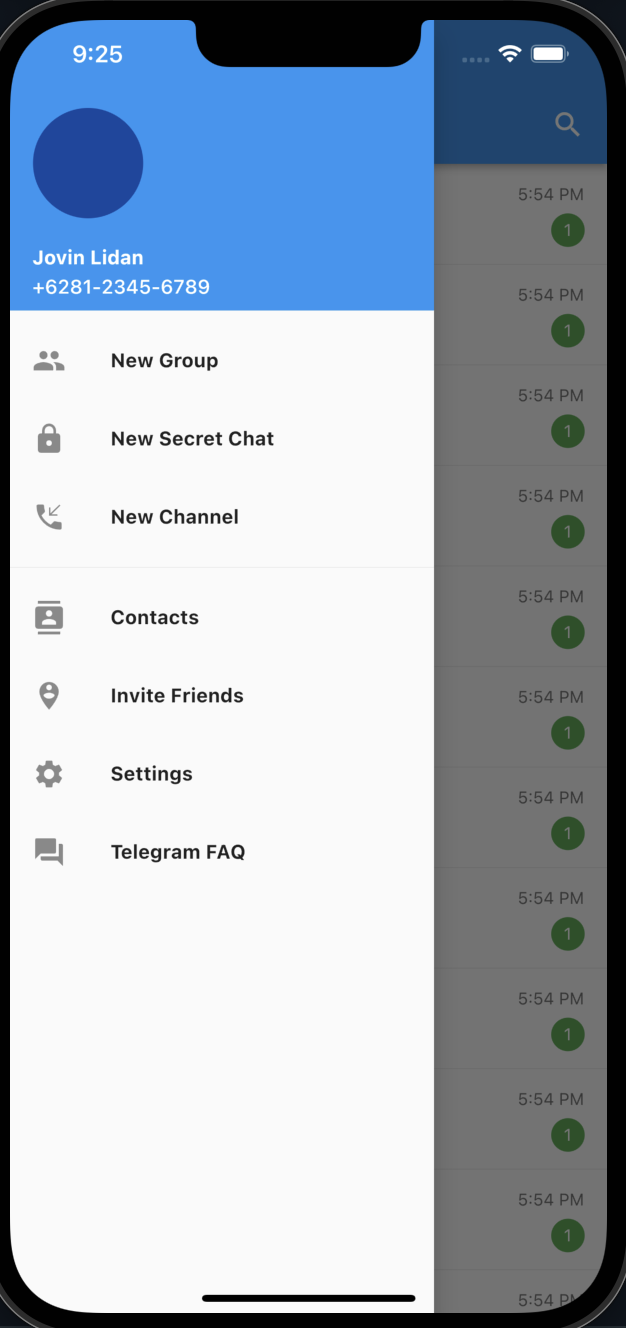 9:25
Jovin Lidan
+6281-2345-6789
New Group
New Secret Chat
New Channel
Contacts
Invite Friends
Settings
Telegram FAQ
5:54 PM
1
5:54 PM
1
5:54 PM
1
5:54 PM
1
5:54 PM
1
5:54 PM
1
5:54 PM
1
5:54 PM
1
5:54 PM
1
5:54 PM
1
5:54 PM
1
5:54 PM